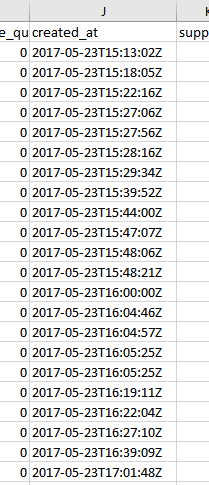 J K
e_qu created_at supp
0 2017-05-23T15:13:02Z
0 2017-05-23T15:18:05Z
0 2017-05-23T15:22:16Z
0 2017-05-23T15:27:06Z
0 2017-05-23T15:27:56Z
0 2017-05-23T15:28:16Z
0 2017-05-23T15:29:34Z
0 2017-05-23T15:39:52Z
0 2017-05-23T15:44:00Z
0 2017-05-23T15:47:07Z
0 2017-05-23T15:48:06Z
0 2017-05-23T15:48:21Z
0 2017-05-23T16:00:00Z
0 2017-05-23T16:04:46Z
0 2017-05-23T16:04:57Z
0 2017-05-23T16:05:25Z
0 2017-05-23T16:05:25Z
0 2017-05-23T16:19:11Z
0 2017-05-23T16:22:04Z
0 2017-05-23T16:27:10Z
0 2017-05-23T16:39:09Z
0 2017-05-23T17:01:48Z